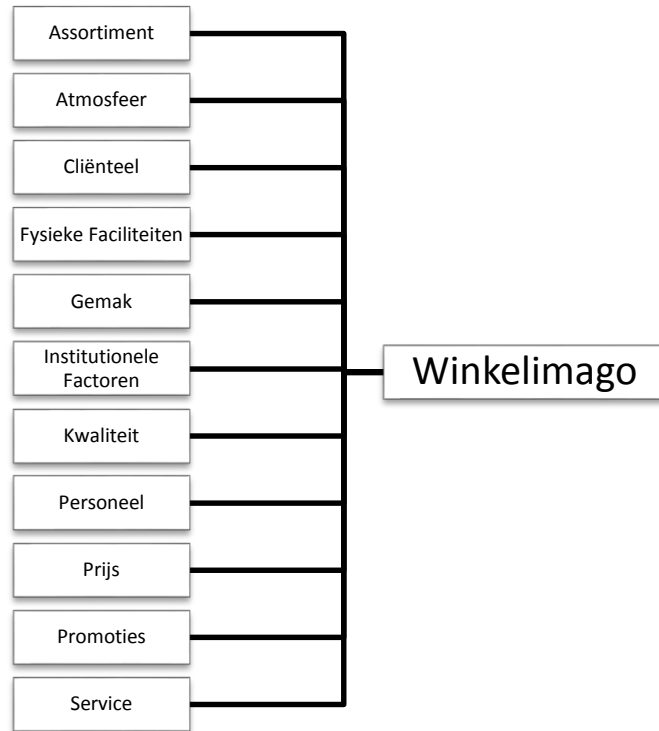 Assortiment
Atmosfeer
Cliënteel
Fysieke Faciliteiten
Gemak
Institutionele
Factoren
Kwaliteit
Personeel
Prijs
Promoties
Service
Winkelimago